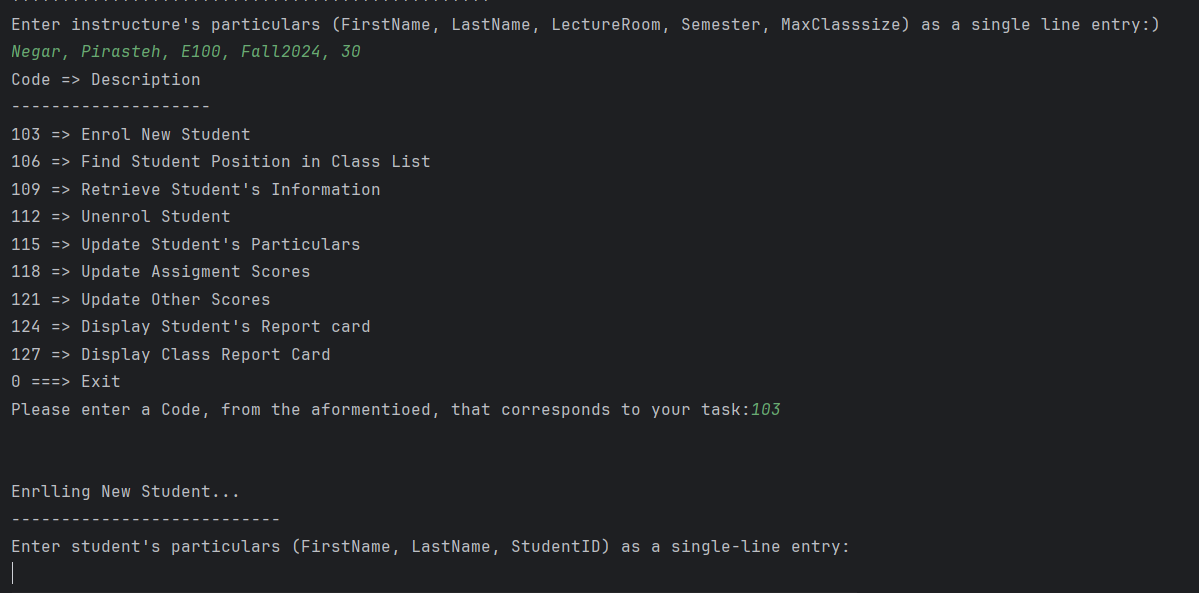 Enter instructure's particulars (FirstName, LastName, LectureRoom, Semester, MaxClasssize) as a single line entry:)
Negar, Pirasteh, E100, Fall2024, 30
Code => Description
--------------------
103 => Enrol New Student
106 => Find Student Position in Class List
109 => Retrieve Student's Information
112 => Unenrol Student
115 => Update Student's Particulars
118 => Update Assigment Scores
121 => Update Other Scores
124 => Display Student's Report card
127 => Display Class Report Card
0 ===> Exit
Please enter a Code, from the aformentioed, that corresponds to your task:103
Enrlling New Student...
---------------------------
Enter student's particulars (FirstName, LastName, StudentID) as a single-line entry: